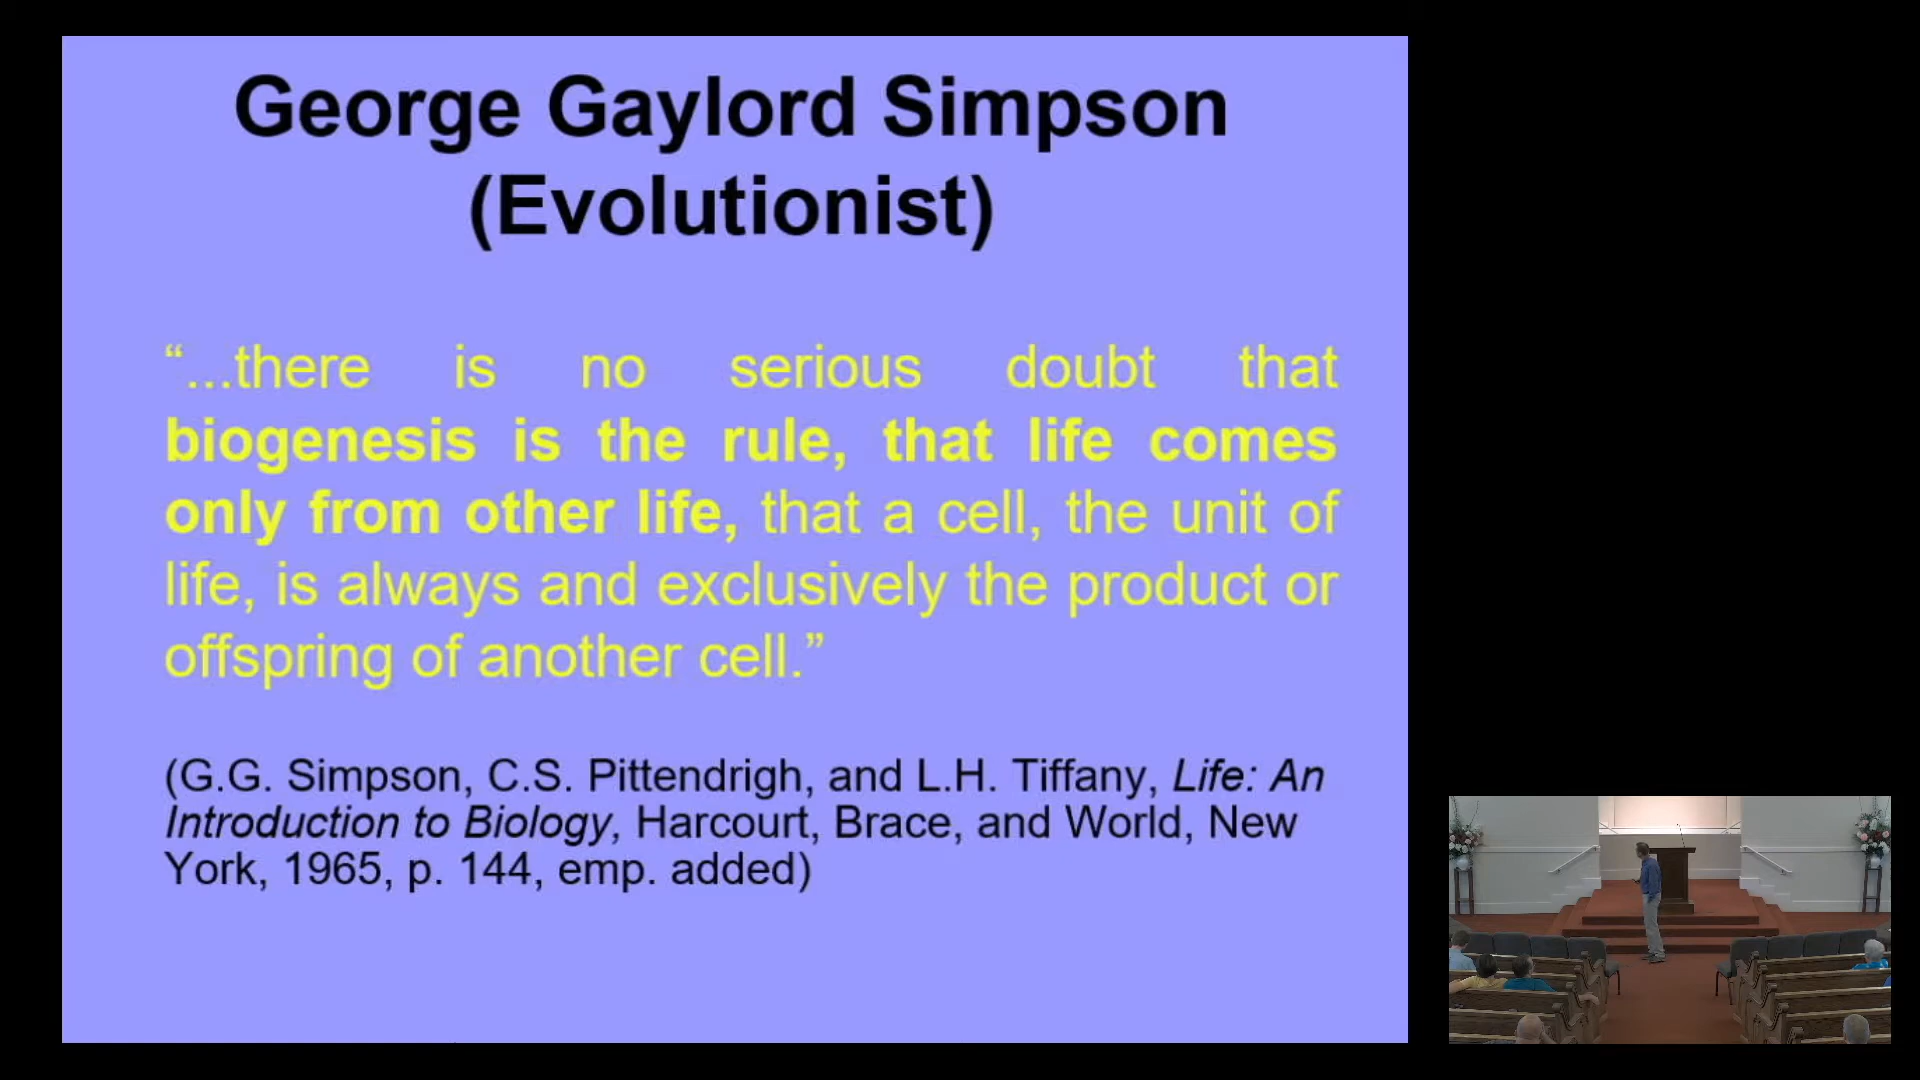 George Gaylord Simpson
(Evolutionist)
“...there is no serious doubt that
biogenesis is the rule, that life comes
only from other life, that a cell, the unit of
life, is always and exclusively the product or
offspring of another cell.”
(G.G. Simpson, C.S. Pittendrigh, and L.H. Tiffany, Life: An
Introduction to Biology, Harcourt, Brace, and World, New
York, 1965, p. 144, emp. added)